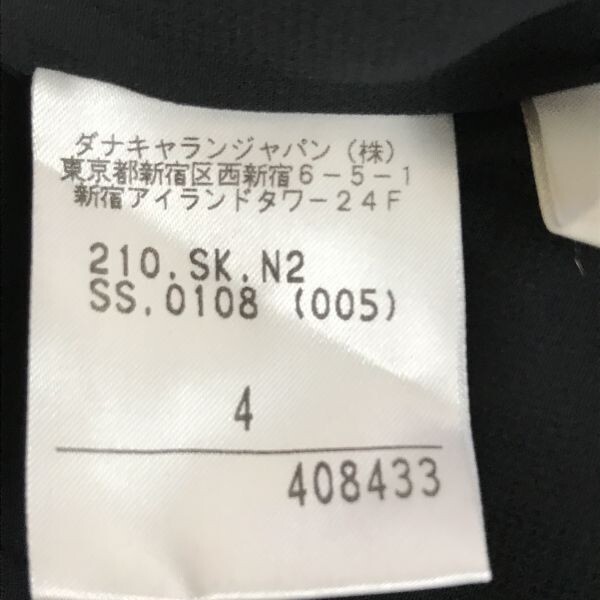 ダナキャランジャパン（株）
東京都新宿区西新宿６－５－１
新宿アイランドタワー２４Ｆ
210.SK.N2
SS.0108 (005)
4
408433